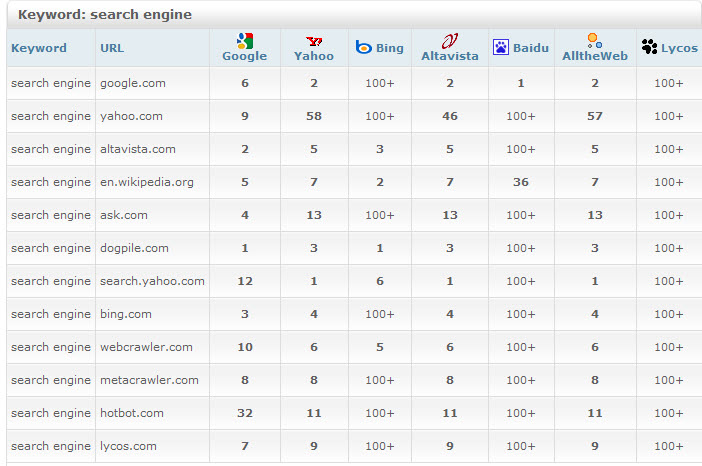 Keyword: search engine
Keyword URL Google Yahoo Bing Altavista Baidu AlltheWeb Lycos
search engine google.com 6 2 100+ 2 1 2 100+
search engine yahoo.com 9 58 100+ 46 100+ 57 100+
search engine altavista.com 2 5 3 5 100+ 5 100+
search engine en.wikipedia.org 5 7 2 7 36 7 100+
search engine ask.com 4 13 100+ 13 100+ 13 100+
search engine dogpile.com 1 3 1 3 100+ 3 100+
search engine search.yahoo.com 12 1 6 1 100+ 1 100+
search engine bing.com 3 4 100+ 4 100+ 4 100+
search engine webcrawler.com 10 6 5 6 100+ 6 100+
search engine metacrawler.com 8 8 100+ 8 100+ 8 100+
search engine hotbot.com 32 11 100+ 11 100+ 11 100+
search engine lycos.com 7 9 100+ 9 100+ 9 100+